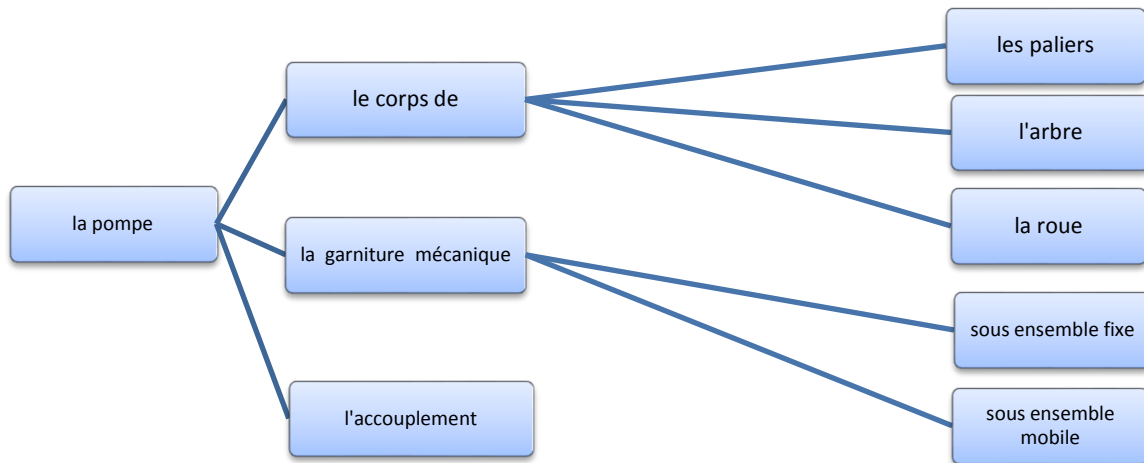 la pompe
le corps de
la garniture mécanique
l'accouplement
les paliers
l'arbre
la roue
sous ensemble fixe
sous ensemble
mobile